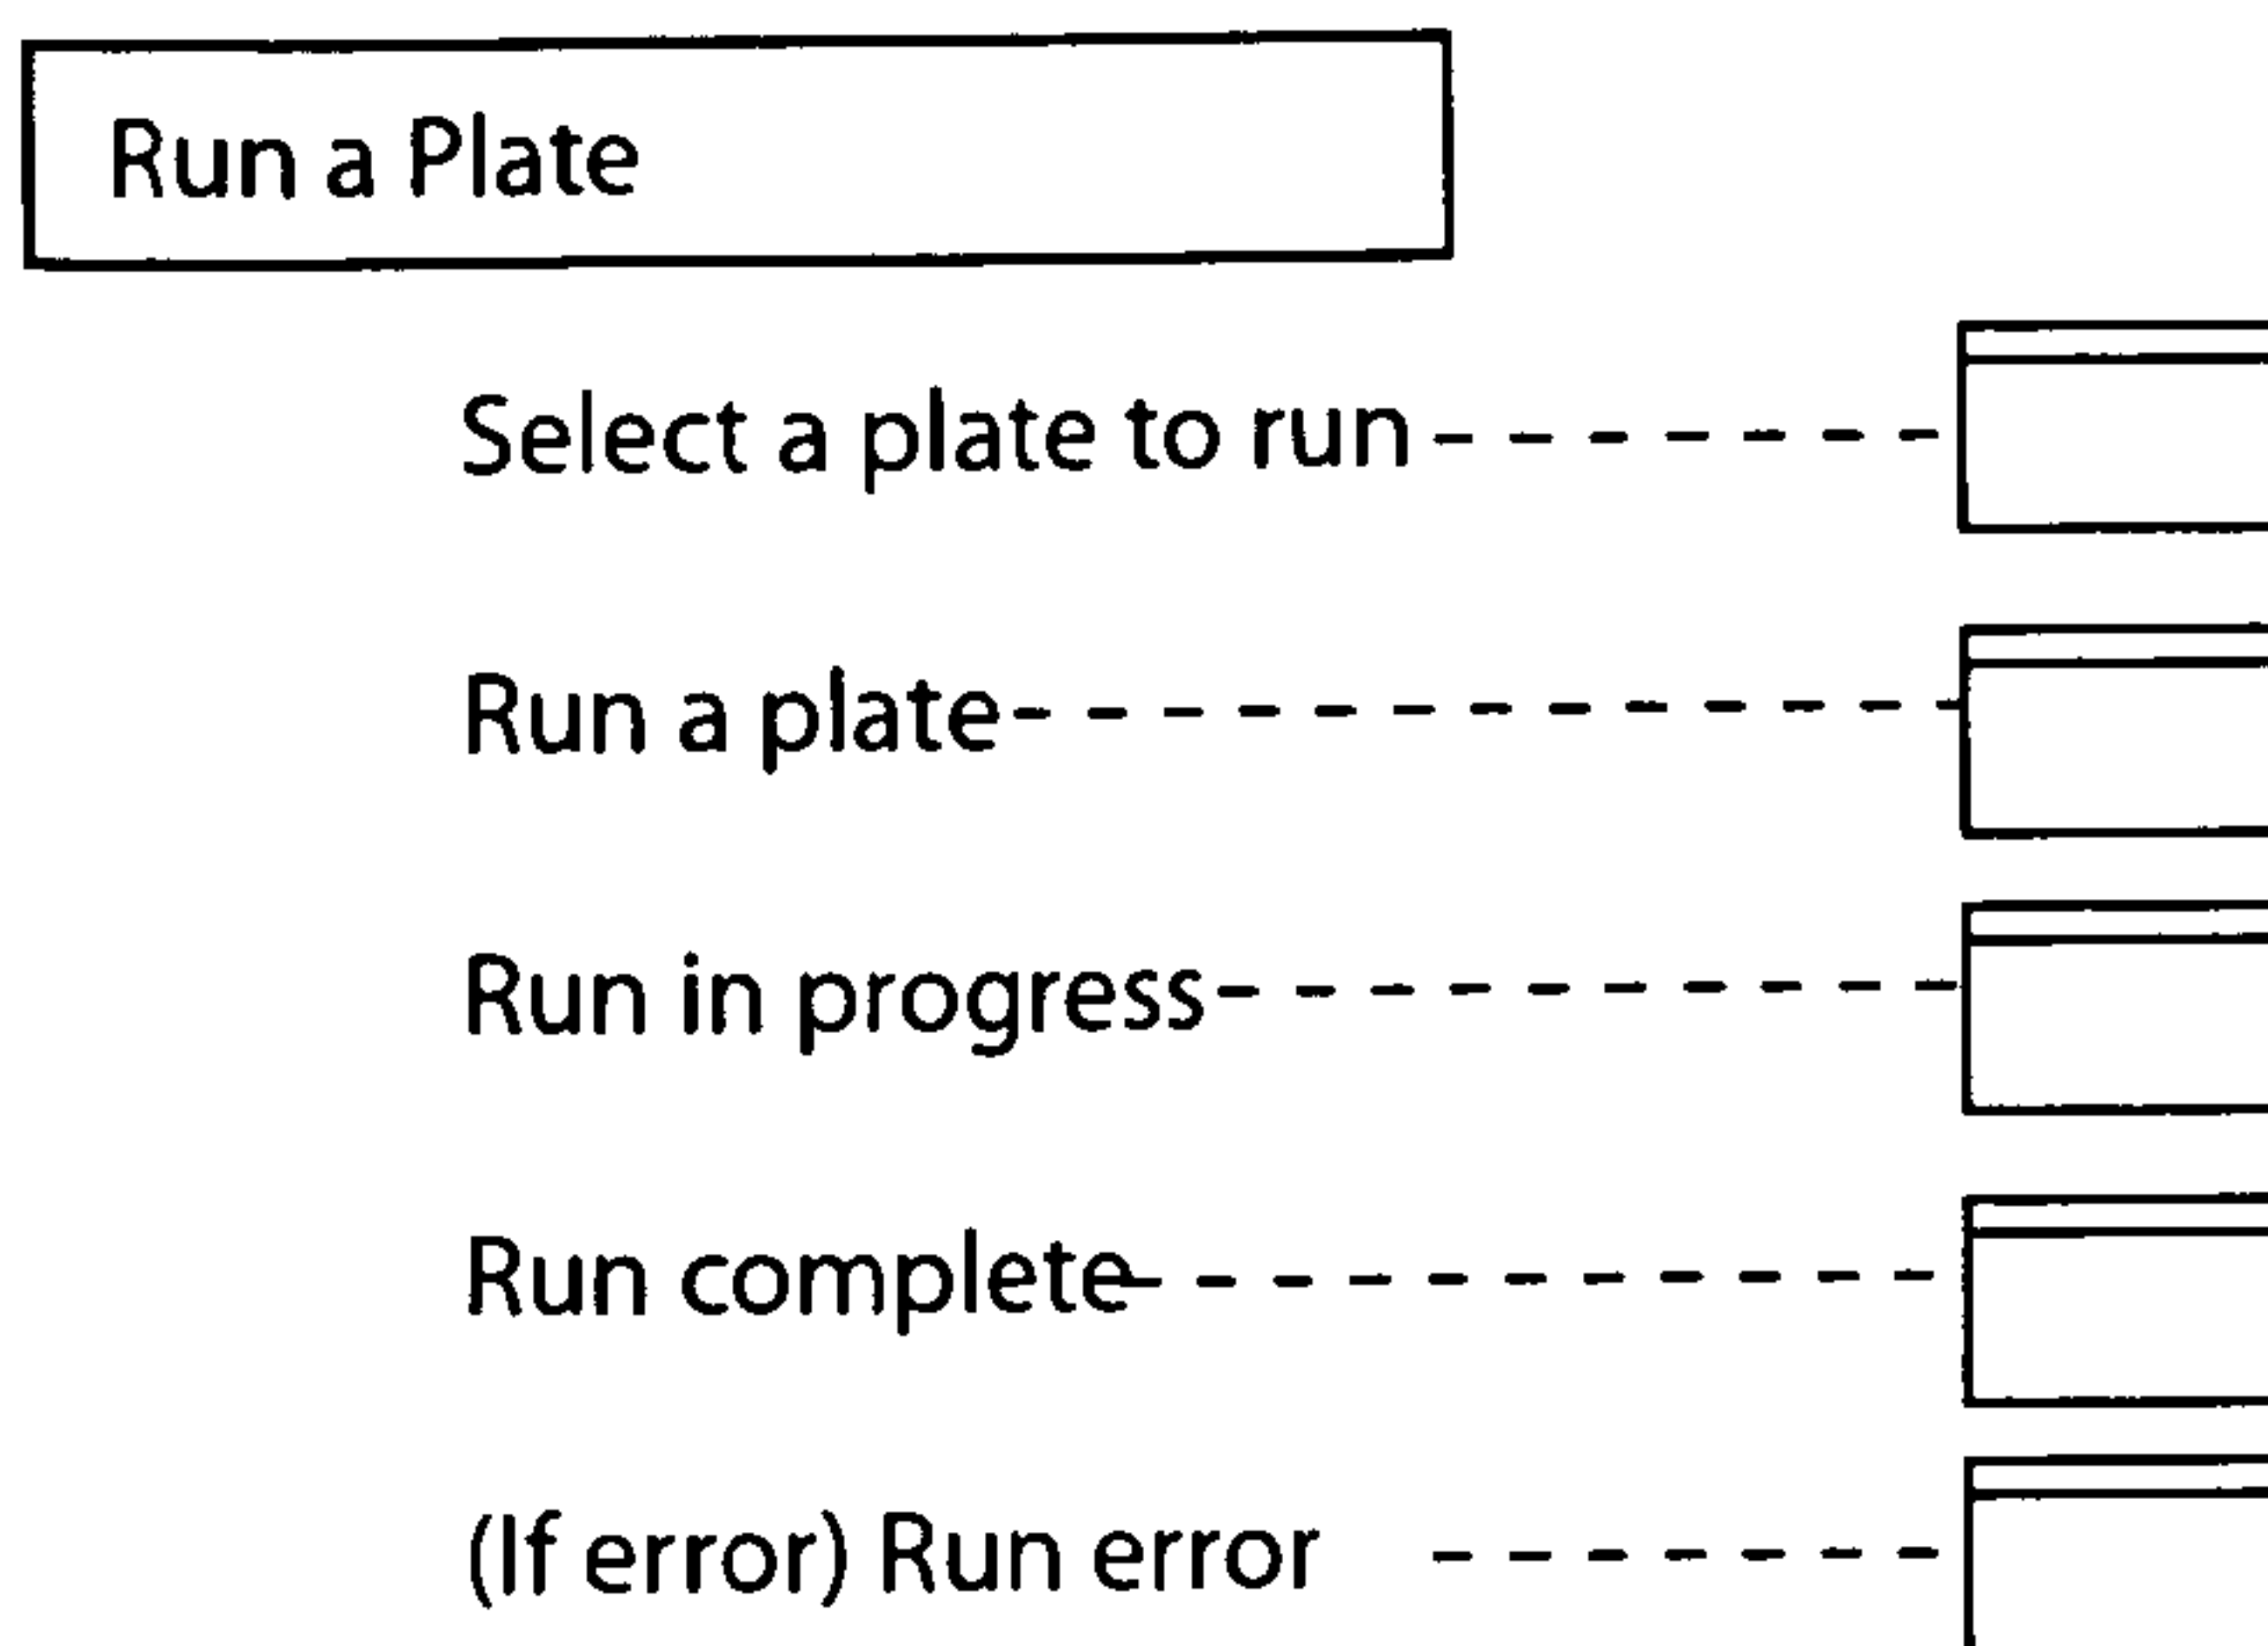 Run a Plate
Select a plate to run
Run a plate
Run in progress
Run complete
(If error) Run error